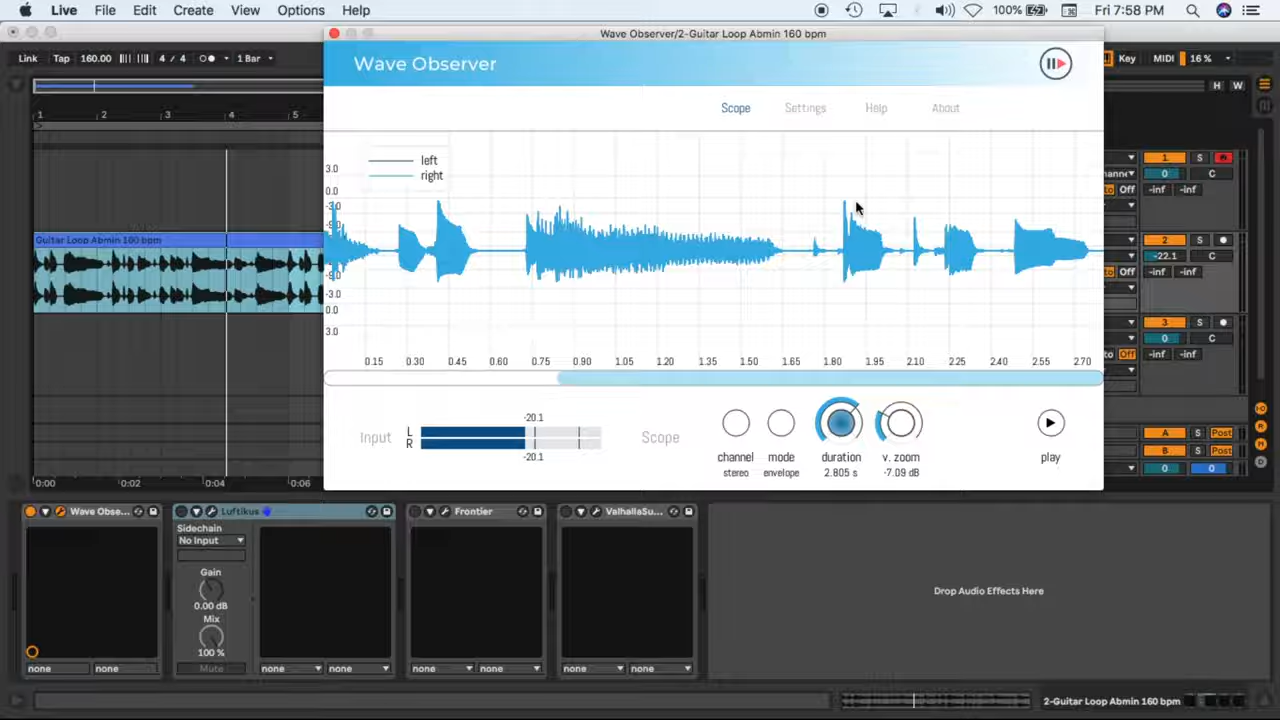 Live File Edit Create View Options Help 100% Fri 7:58 PM
Wave Observer/2-Guitar Loop Abmin 160 bpm
Link Tap 160.00 4 / 4 1 Bar
Key MIDI 16 %
Wave Observer
H W
Scope Settings Help About
1 2 3 4 5
left
right
3.0
0.0
-3.0
-9.0
-9.0
-3.0
0.0
3.0
Guitar Loop Abmin 160 bpm
0.15 0.30 0.45 0.60 0.75 0.90 1.05 1.20 1.35 1.50 1.65 1.80 1.95 2.10 2.25 2.40 2.55 2.70
1 S
0 C
Off -inf -inf
2 S
-22.1 C
Off -inf -inf
3 S
0 C
Off -inf -inf
A S Post
B S Post
0 0
Input L R -20.1 -20.1
Scope
channel mode duration v. zoom play
stereo envelope 2.805 s -7.09 dB
0:00 0:02 0:04 0:06
Wave Obse... Luftikus Frontier ValhallaSu...
Sidechain
No Input
Gain
0.00 dB
Mix
100 %
Mute
none none none none none none none none
Drop Audio Effects Here
2-Guitar Loop Abmin 160 bpm